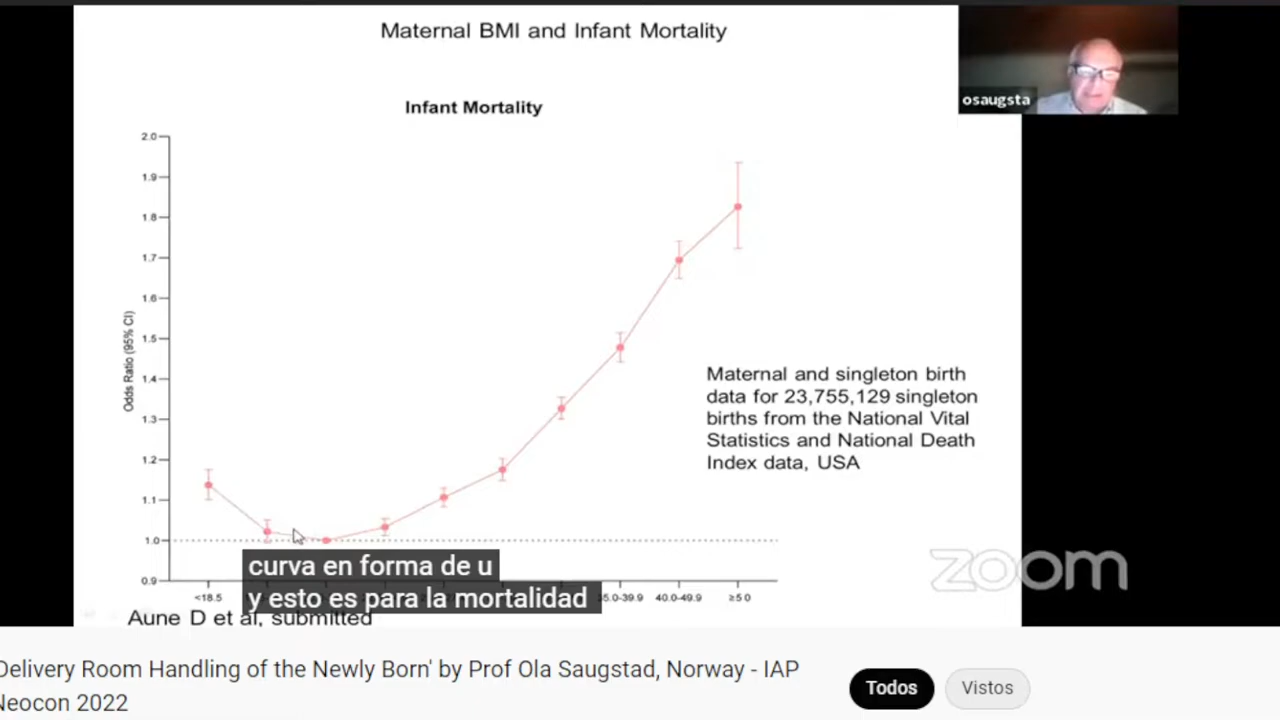 Maternal BMI and Infant Mortality
osaugsta
Infant Mortality
2.0
1.9
1.8
1.7
1.6
1.5
1.4
1.3
1.2
1.1
1.0
0.9
Odds Ratio (95% CI)
Maternal and singleton birth
data for 23,755,129 singleton
births from the National Vital
Statistics and National Death
Index data, USA
zoom
curva en forma de u
y esto es para la mortalidad
<18.5
35.0-39.9 40.0-49.9 ≥50
Aune D et al, submitted
Delivery Room Handling of the Newly Born' by Prof Ola Saugstad, Norway - IAP
Neocon 2022
Todos
Vistos